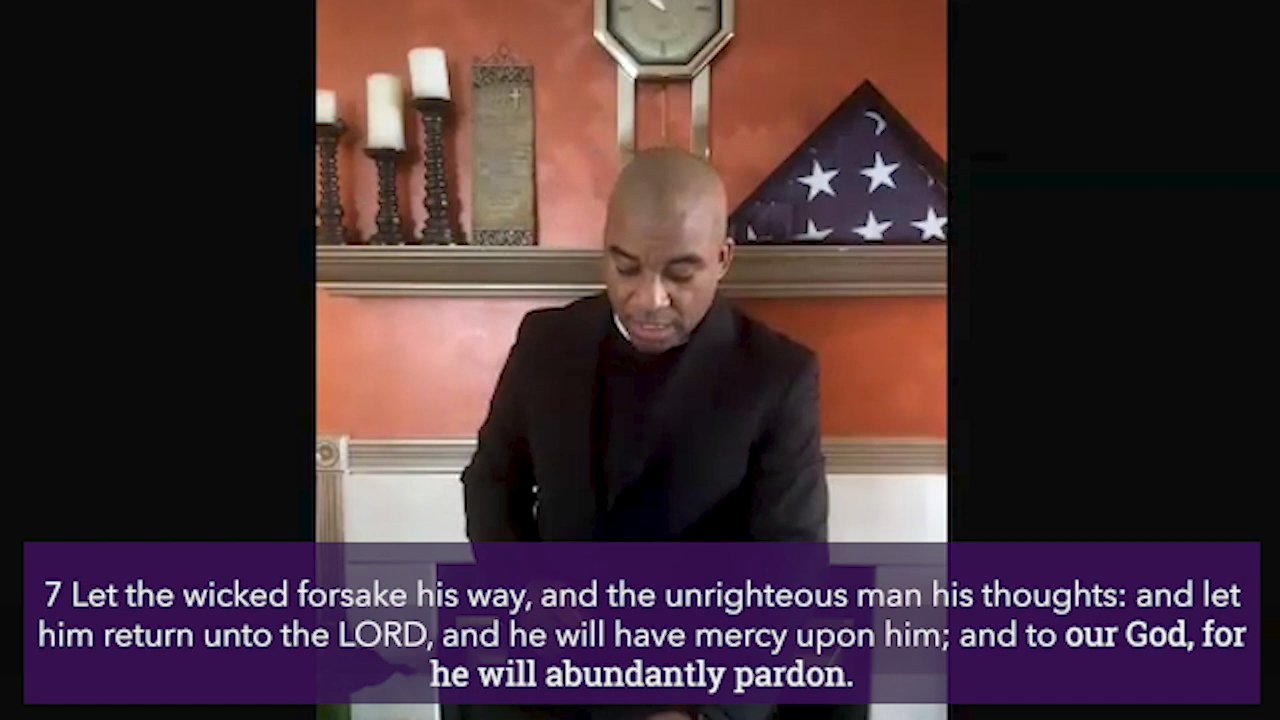 7 Let the wicked forsake his way, and the unrighteous man his thoughts: and let
him return unto the LORD, and he will have mercy upon him; and to our God, for
he will abundantly pardon.